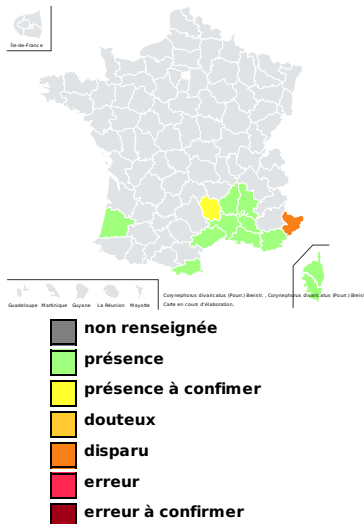 Île-de-France
Guadeloupe Martinique Guyane La Réunion Mayotte
Corynephorus divaricatus (Pourr.) Breistr. , Corynephorus divaricatus (Pourr.) Breistr.
Carte en cours d'élaboration.
non renseignée
présence
présence à confimer
douteux
disparu
erreur
erreur à confirmer